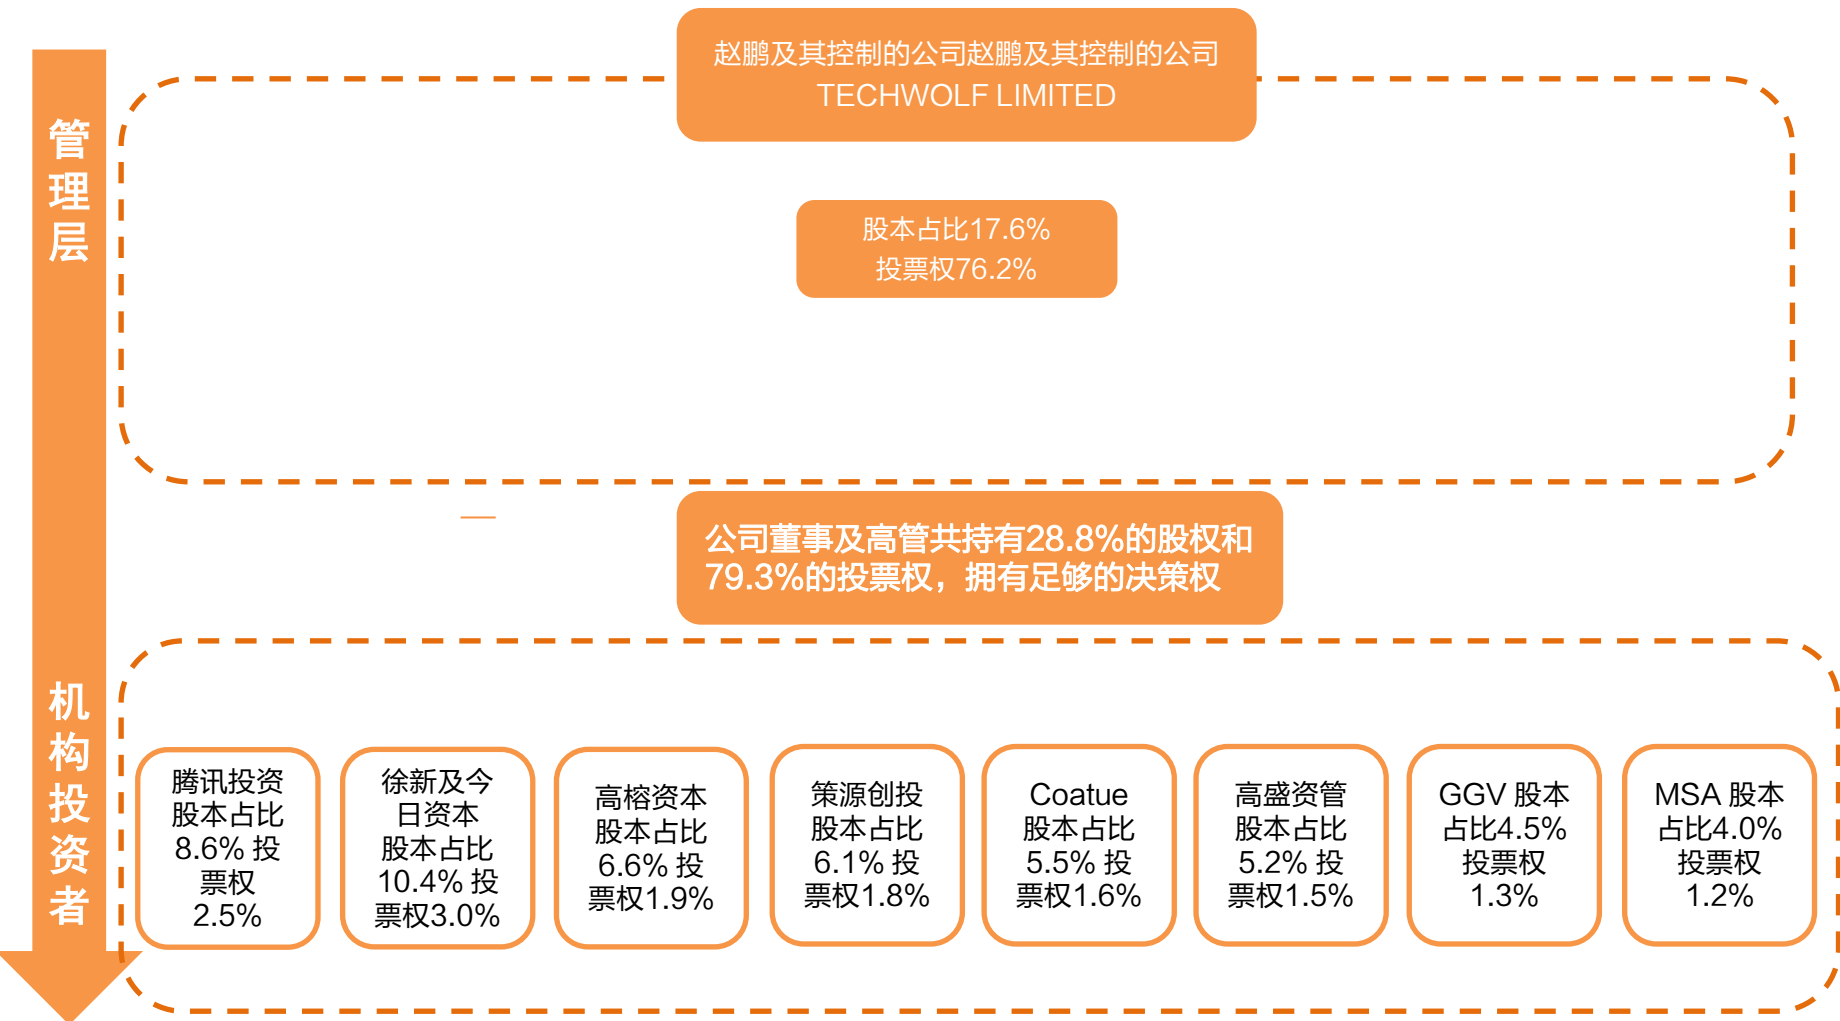 管理层
赵鹏及其控制的公司赵鹏及其控制的公司
TECHWOLF LIMITED
股本占比17.6%
投票权76.2%
公司董事及高管共持有28.8%的股权和
79.3%的投票权，拥有足够的决策权
机构投资者
腾讯投资
股本占比
8.6% 投
票权
2.5%
徐新及今
日资本
股本占比
10.4% 投
票权3.0%
高榕资本
股本占比
6.6% 投
票权1.9%
策源创投
股本占比
6.1% 投
票权1.8%
Coatue
股本占比
5.5% 投
票权1.6%
高盛资管
股本占比
5.2% 投
票权1.5%
GGV 股本
占比4.5%
投票权
1.3%
MSA 股本
占比4.0%
投票权
1.2%